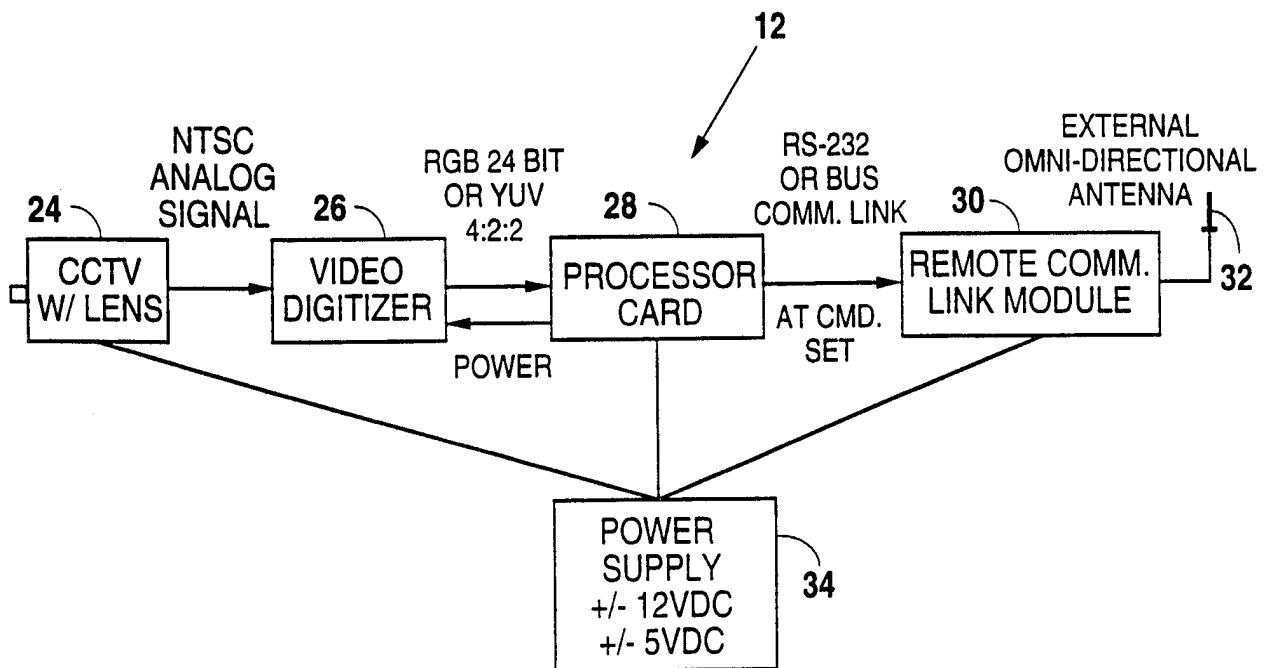 12
NTSC
ANALOG
SIGNAL
RGB 24 BIT
OR YUV
4:2:2
RS-232
OR BUS
COMM. LINK
EXTERNAL
OMNI-DIRECTIONAL
ANTENNA
24
26
28
30
32
CCTV
W/ LENS
VIDEO
DIGITIZER
PROCESSOR
CARD
REMOTE COMM.
LINK MODULE
POWER
AT CMD.
SET
POWER
SUPPLY
+/- 12VDC
+/- 5VDC
34